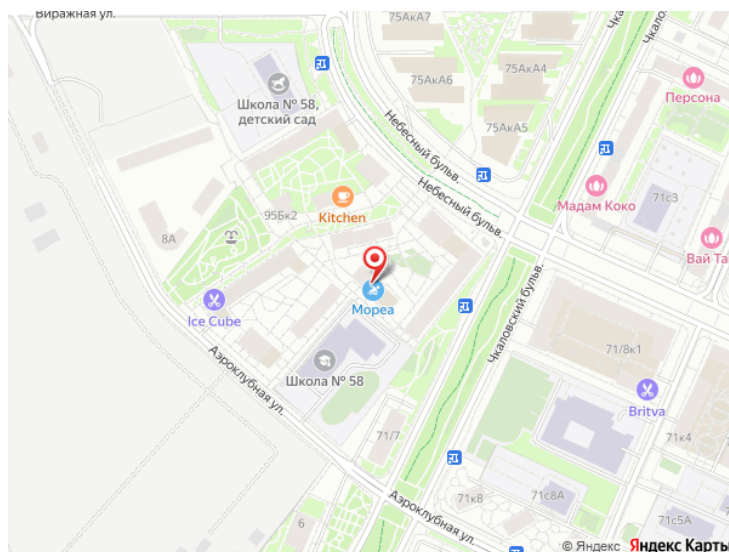 Виражная ул.
75АкА7
Чкаловский
75АкА6
75АкА4
Школа № 58,
детский сад
Персона
75АкА5
Небесный бульв.
Небесный бульв.
71с3
Мадам Коко
Kitchen
95Бк2
8А
Вай Та
Мореа
Ice Cube
Чкаловский бульв.
71/8к1
Аэроклубная ул.
Школа № 58
Britva
71/7
71к4
71к8
71с8А
Аэроклубная ул.
71с5А
6
© Яндекс Яндекс Карты